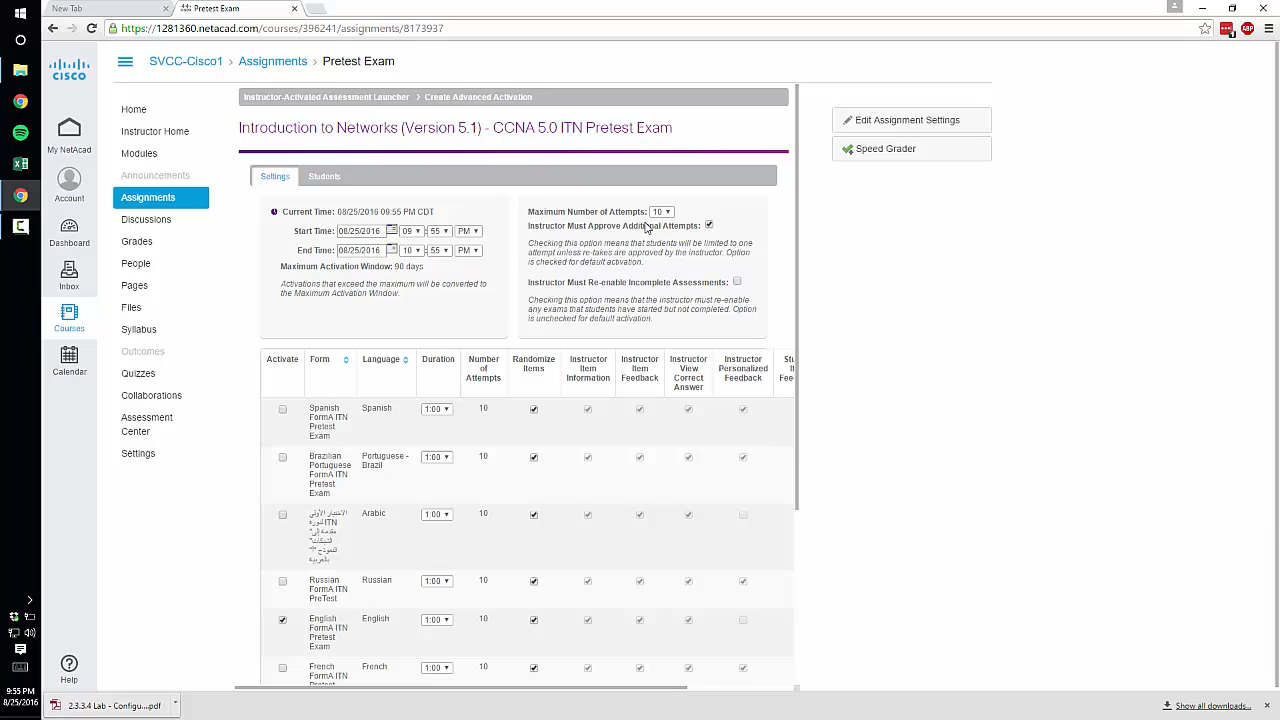 New Tab
Pretest Exam
https://1281360.netacad.com/courses/396241/assignments/8173937
CISCO
SVCC-Cisco1 › Assignments › Pretest Exam
My NetAcad
Account
Dashboard
Inbox
Courses
Calendar
Help
Home
Instructor Home
Modules
Announcements
Assignments
Discussions
Grades
People
Pages
Files
Syllabus
Outcomes
Quizzes
Collaborations
Assessment
Center
Settings
Instructor-Activated Assessment Launcher > Create Advanced Activation
Introduction to Networks (Version 5.1) - CCNA 5.0 ITN Pretest Exam
Settings
Students
Current Time: 08/25/2016 09:55 PM CDT
Start Time: 08/25/2016 09 : 55 PM
End Time: 08/25/2016 10 : 55 PM
Maximum Activation Window: 90 days
Activations that exceed the maximum will be converted to
the Maximum Activation Window.
Maximum Number of Attempts: 10
Instructor Must Approve Additional Attempts:
Checking this option means that students will be limited to one
attempt unless re-takes are approved by the instructor. Option
is checked for default activation.
Instructor Must Re-enable Incomplete Assessments:
Checking this option means that the instructor must re-enable
any exams that students have started but not completed. Option
is unchecked for default activation.
Edit Assignment Settings
Speed Grader
Activate
Form
Language
Duration
Number
of
Attempts
Randomize
Items
Instructor
Item
Information
Instructor
Item
Feedback
Instructor
View
Correct
Answer
Instructor
Personalized
Feedback
Spanish
FormA ITN
Pretest
Exam
Spanish
1:00
10
Brazilian
Portuguese
FormA ITN
Pretest
Exam
Portuguese -
Brazil
1:00
10
الاختبار الأولي
ITN لدورة
"مقدمة إلى
"الشبكات
"النموذج "أ
بالعربية
Arabic
1:00
10
Russian
FormA ITN
PreTest
Russian
1:00
10
English
FormA ITN
Pretest
Exam
English
1:00
10
French
FormA ITN
Pretest
French
1:00
10
9:55 PM
8/25/2016
2.3.3.4 Lab - Configu....pdf
Show all downloads...